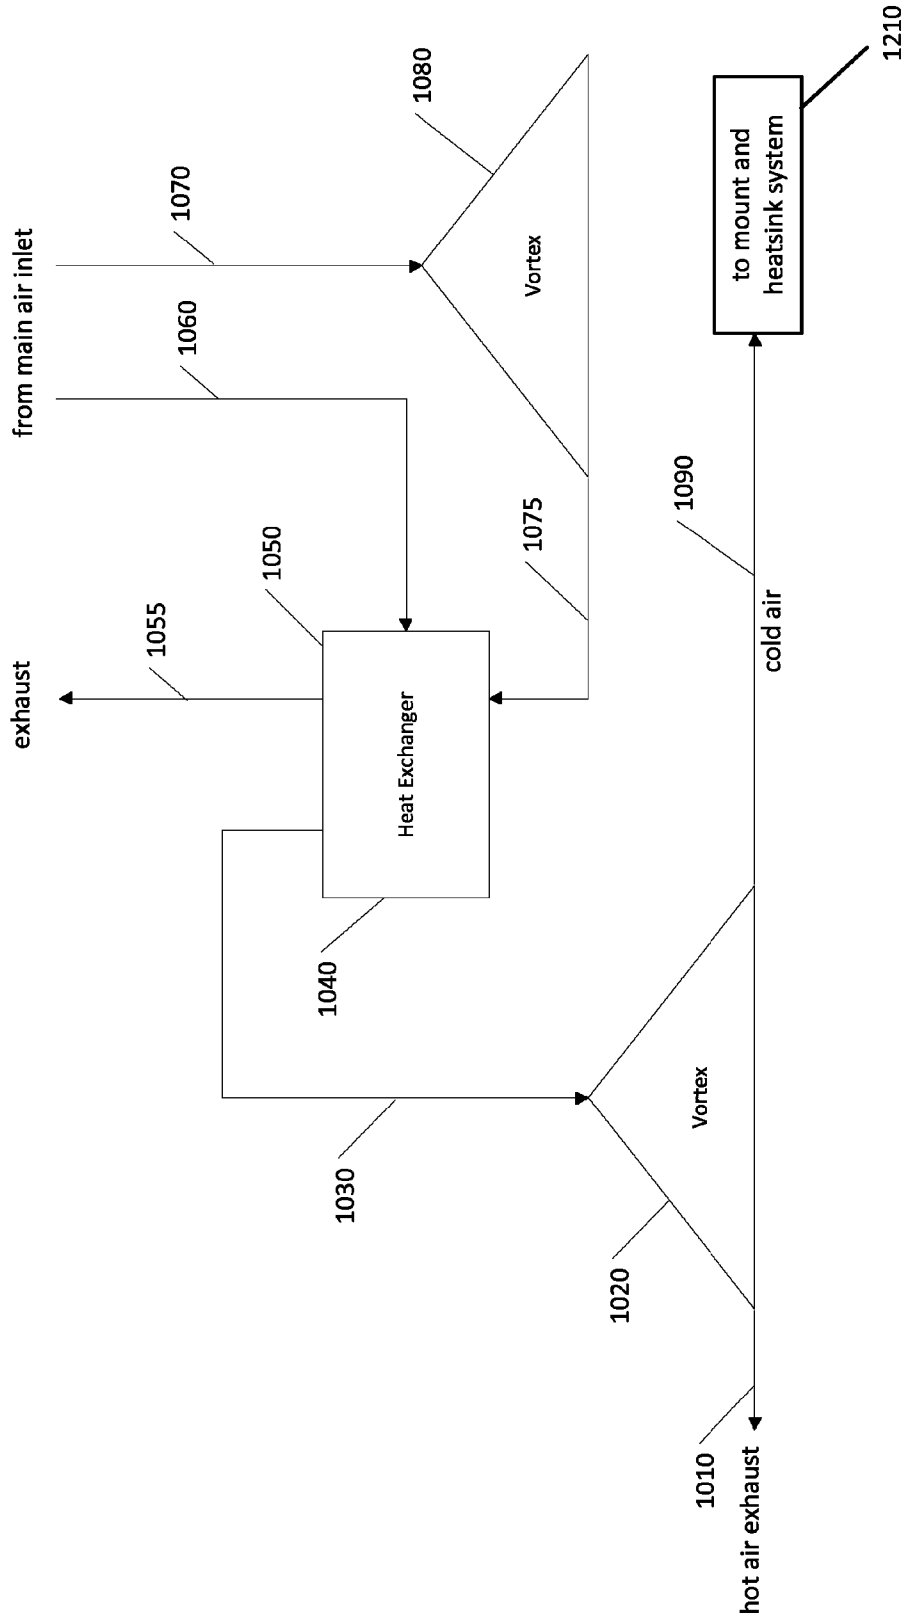 from main air inlet
exhaust
1070
1060
1055
1050
1080
Vortex
Heat Exchanger
1075
1040
1030
1020
Vortex
1090
cold air
to mount and
heatsink system
1210
1010
hot air exhaust